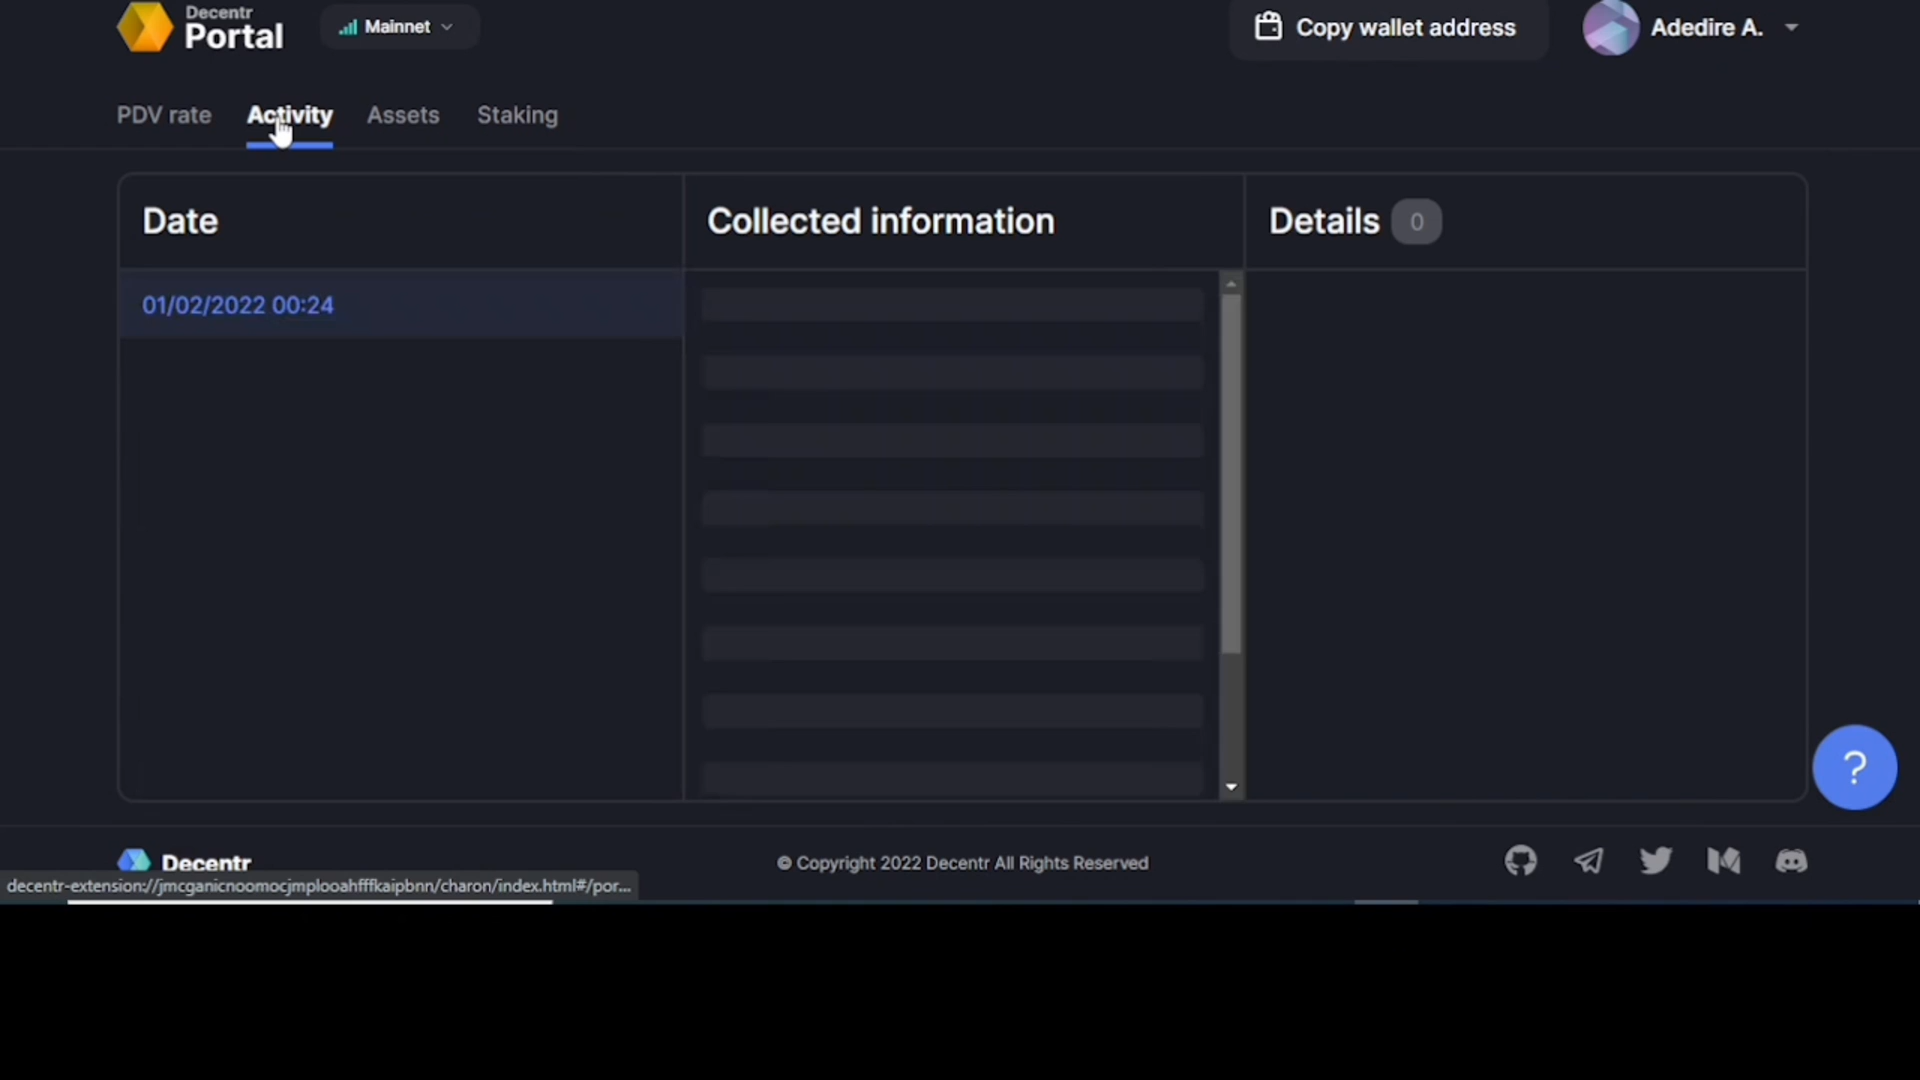 Decentr
Portal
Mainnet
Copy wallet address
Adedire A.
PDV rate
Activity
Assets
Staking
Date
Collected information
Details 0
01/02/2022 00:24
?
Decentr
© Copyright 2022 Decentr All Rights Reserved
decentr-extension://jmcganicnoomocjmplooahfffkaipbnn/charon/index.html#/por...